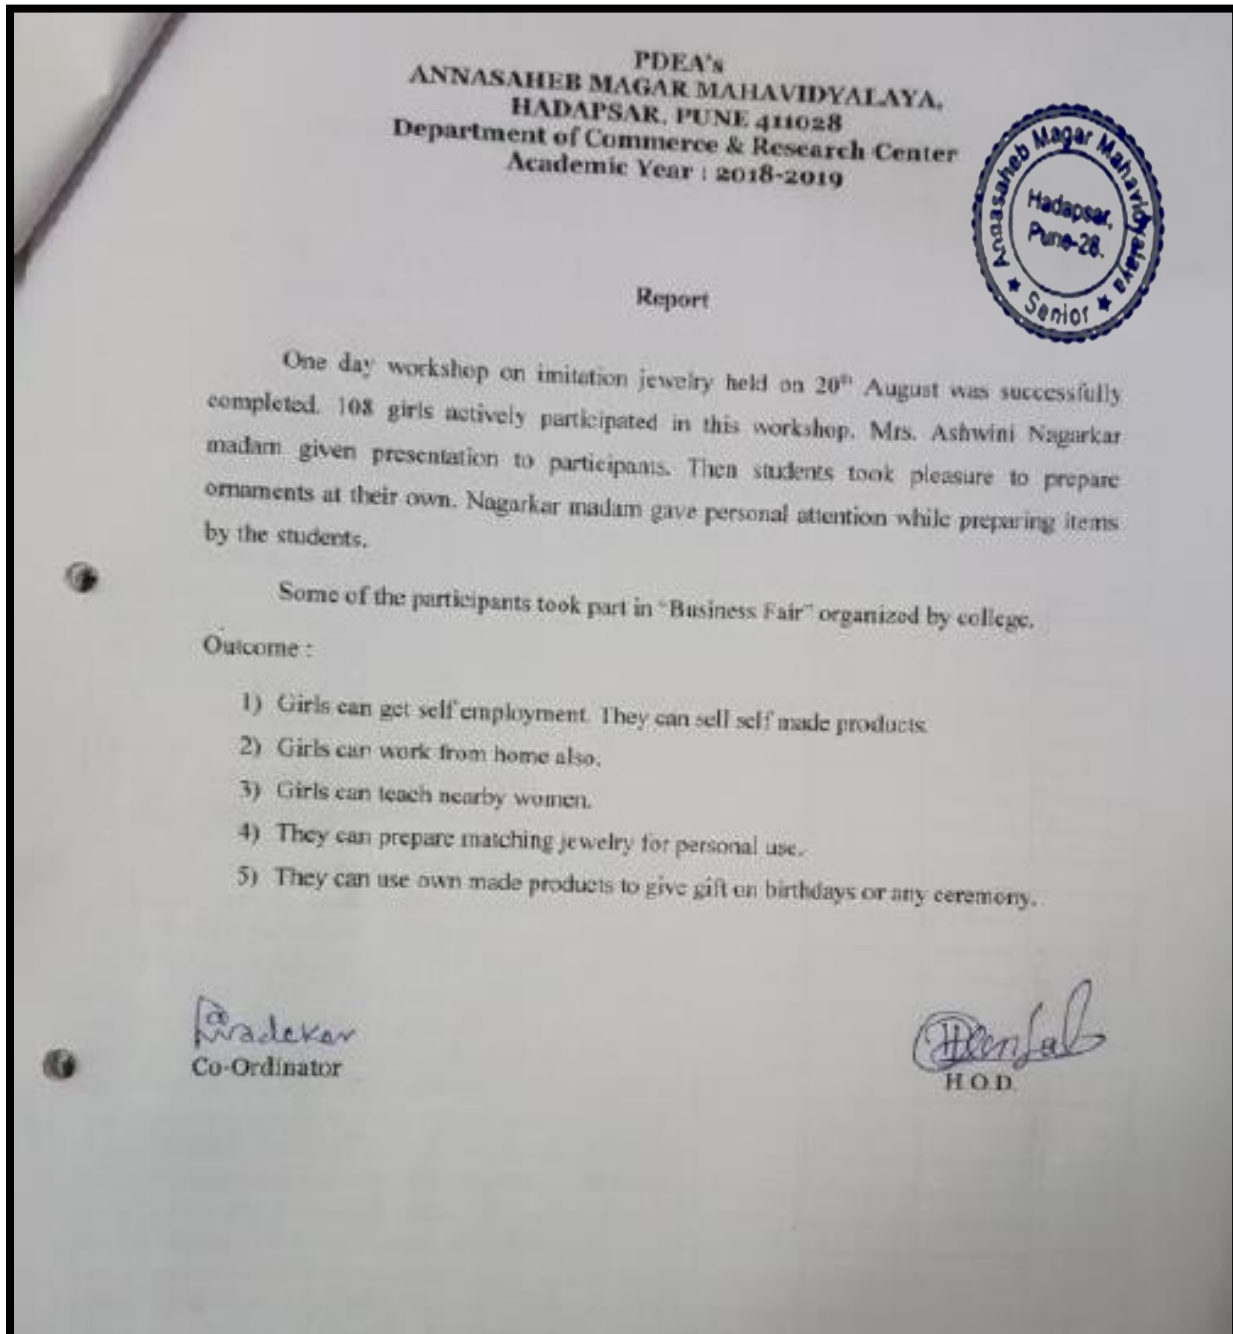 PDEA's
ANNASAHEB MAGAR MAHAVIDYALAYA,
HADAPSAR, PUNE 411028
Department of Commerce & Research Center
Academic Year : 2018-2019
Annasaheb Magar Mahavidyalaya
Hadapsar,
Pune-28.
★ Senior ★
Report
One day workshop on imitation jewelry held on 20th August was successfully
completed. 108 girls actively participated in this workshop. Mrs. Ashwini Nagarkar
madam given presentation to participants. Then students took pleasure to prepare
ornaments at their own. Nagarkar madam gave personal attention while preparing items
by the students.
Some of the participants took part in "Business Fair" organized by college.
Outcome :
1) Girls can get self employment. They can sell self made products.
2) Girls can work from home also.
3) Girls can teach nearby women.
4) They can prepare matching jewelry for personal use.
5) They can use own made products to give gift on birthdays or any ceremony.
Co-Ordinator
H.O.D.